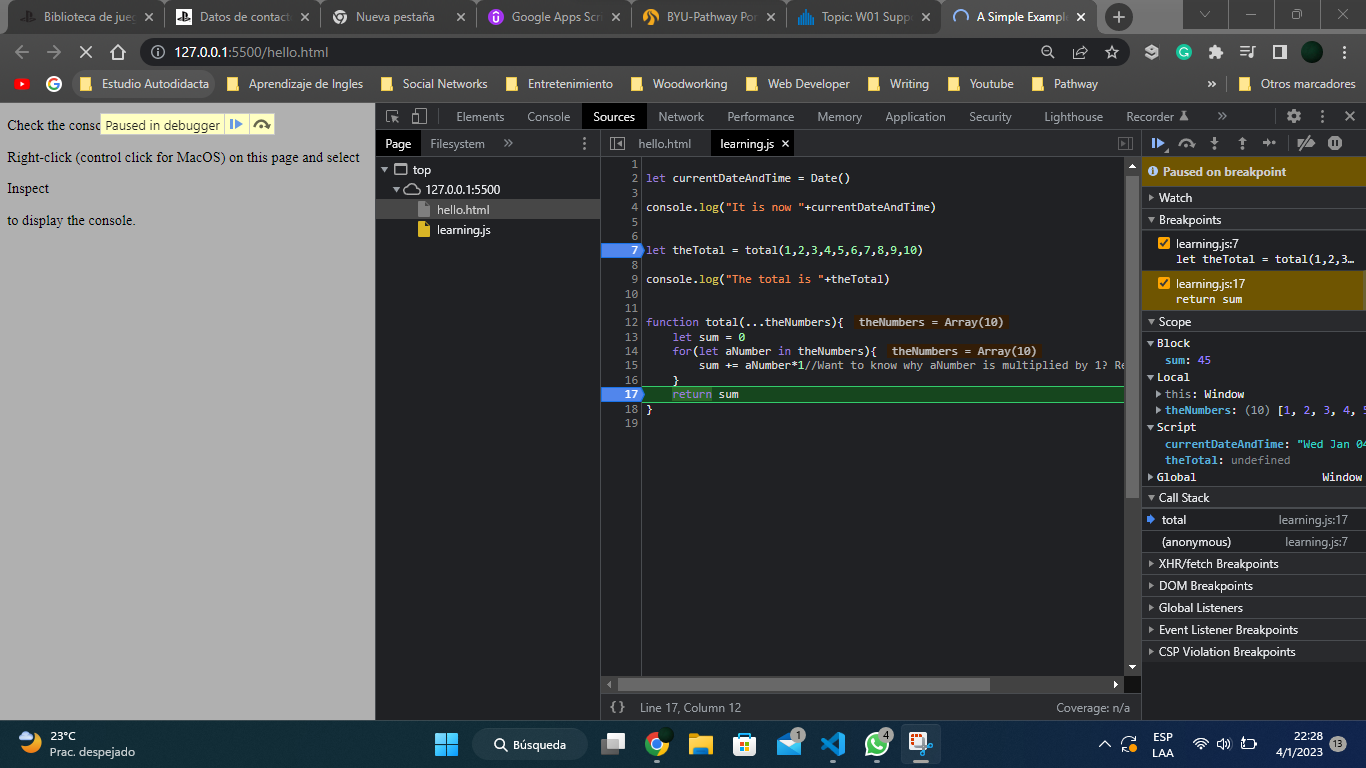 Biblioteca de jueg
Datos de contact
Nueva pestaña
Google Apps Scri
BYU-Pathway Por
Topic: W01 Supp
A Simple Exampl
127.0.0.1:5500/hello.html
Estudio Autodidacta
Aprendizaje de Ingles
Social Networks
Entretenimiento
Woodworking
Web Developer
Writing
Youtube
Pathway
»
Otros marcadores
Check the conso
Paused in debugger
Right-click (control click for MacOS) on this page and select
Inspect
to display the console.
Elements
Console
Sources
Network
Performance
Memory
Application
Security
Lighthouse
Recorder
»
Page
Filesystem
»
top
127.0.0.1:5500
hello.html
learning.js
hello.html
learning.js
1
2 let currentDateAndTime = Date()
3
4 console.log("It is now "+currentDateAndTime)
5
6
7 let theTotal = total(1,2,3,4,5,6,7,8,9,10)
8
9 console.log("The total is "+theTotal)
10
11
12 function total(...theNumbers){ theNumbers = Array(10)
13 let sum = 0
14 for(let aNumber in theNumbers){ theNumbers = Array(10)
15 sum += aNumber*1//Want to know why aNumber is multiplied by 1? Re
16 }
17 return sum
18 }
19
{ } Line 17, Column 12
Coverage: n/a
Paused on breakpoint
Watch
Breakpoints
learning.js:7
let theTotal = total(1,2,3…
learning.js:17
return sum
Scope
Block
sum: 45
Local
this: Window
theNumbers: (10) [1, 2, 3, 4, 5
Script
currentDateAndTime: "Wed Jan 04
theTotal: undefined
Global Window
Call Stack
total learning.js:17
(anonymous) learning.js:7
XHR/fetch Breakpoints
DOM Breakpoints
Global Listeners
Event Listener Breakpoints
CSP Violation Breakpoints
23°C
Prac. despejado
Búsqueda
1
4
ESP
LAA
22:28
4/1/2023
13